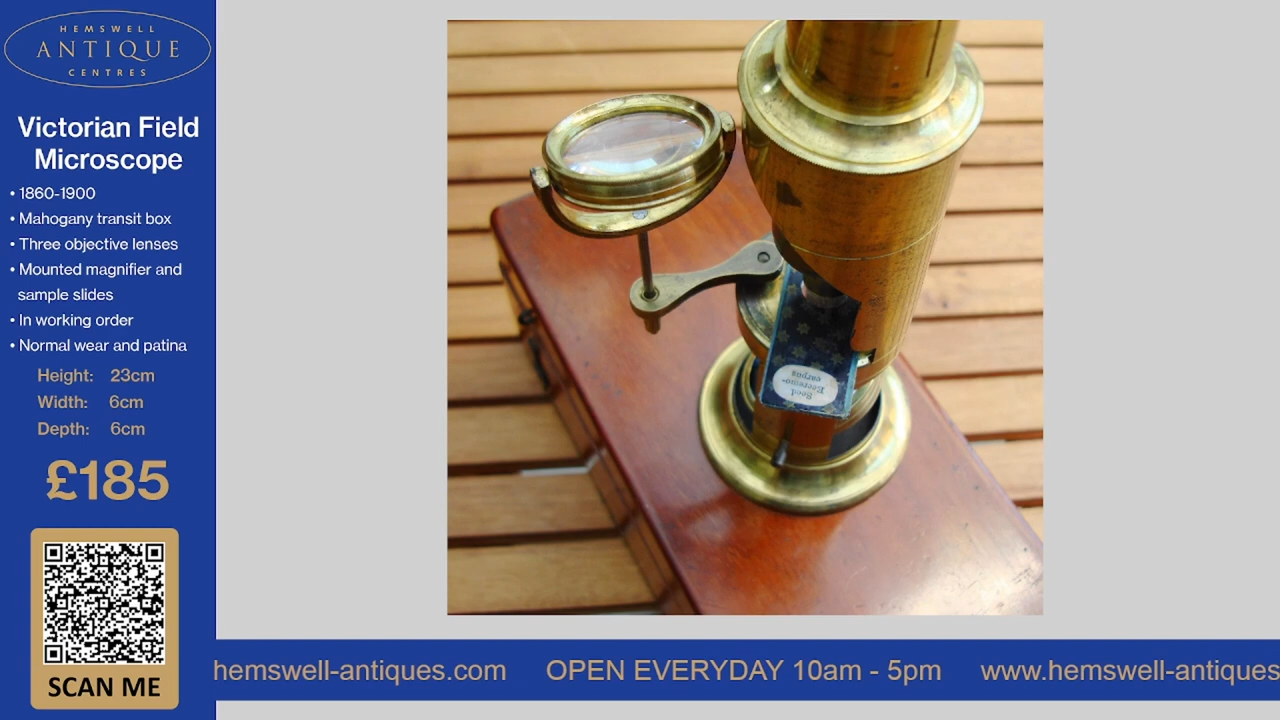 HEMSWELL
ANTIQUE
CENTRES
Victorian Field
Microscope
• 1860-1900
• Mahogany transit box
• Three objective lenses
• Mounted magnifier and
sample slides
• In working order
• Normal wear and patina
Height: 23cm
Width: 6cm
Depth: 6cm
£185
SCAN ME
Seed
carpus
hemswell-antiques.com OPEN EVERYDAY 10am - 5pm www.hemswell-antiques